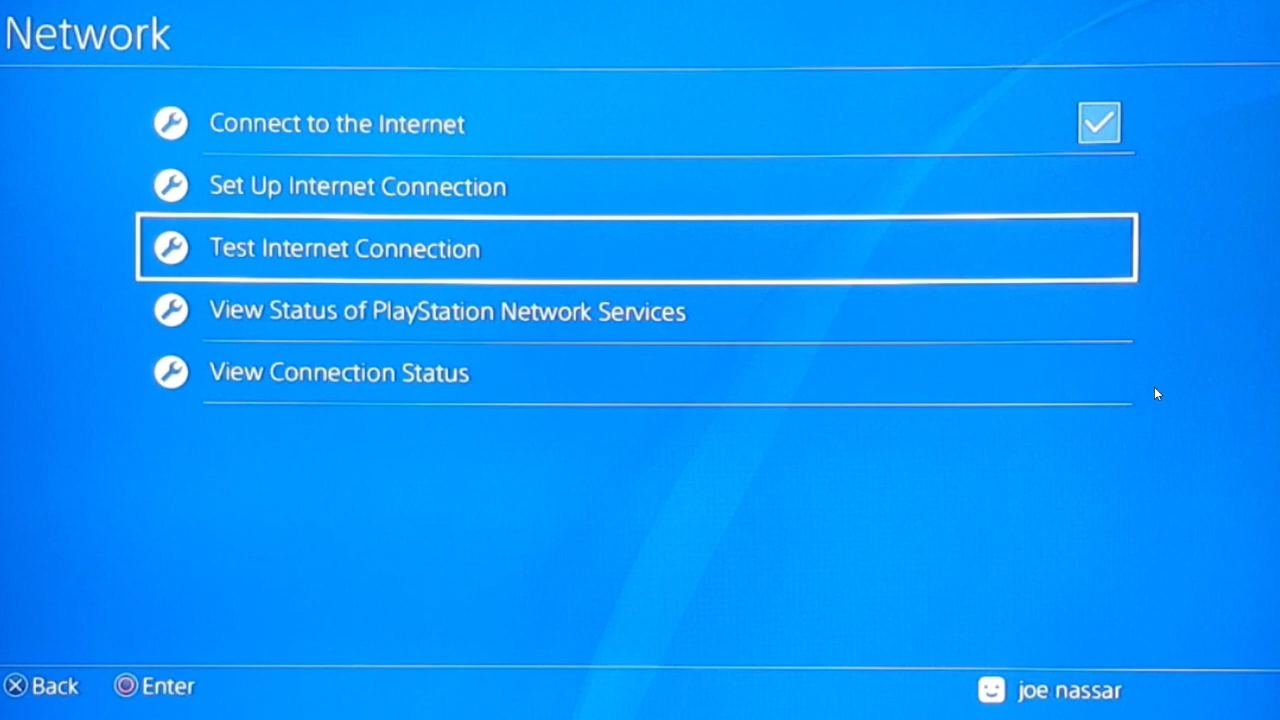 Network
Connect to the Internet
Set Up Internet Connection
Test Internet Connection
View Status of PlayStation Network Services
View Connection Status
Back
Enter
joe nassar